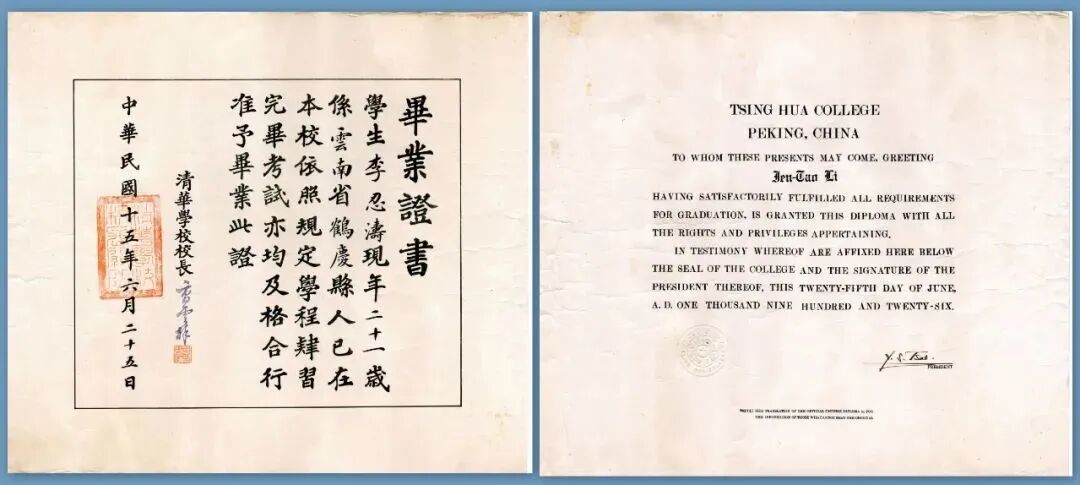 畢業證書
學生李忍濤現年二十一歲
係雲南省鶴慶縣人已在
本校依照規定學程肄習
完畢考試亦均及格合行
准予畢業此證
清華學校校長
中華民國十五年六月二十五日
TSING HUA COLLEGE
PEKING, CHINA
TO WHOM THESE PRESENTS MAY COME, GREETING
Jen-Tao Li
HAVING SATISFACTORILY FULFILLED ALL REQUIREMENTS
FOR GRADUATION, IS GRANTED THIS DIPLOMA WITH ALL
THE RIGHTS AND PRIVILEGES APPERTAINING.
IN TESTIMONY WHEREOF ARE AFFIXED HERE BELOW
THE SEAL OF THE COLLEGE AND THE SIGNATURE OF THE
PRESIDENT THEREOF, THIS TWENTY-FIFTH DAY OF JUNE,
A. D. ONE THOUSAND NINE HUNDRED AND TWENTY-SIX.
Y. S. Tsao
PRESIDENT